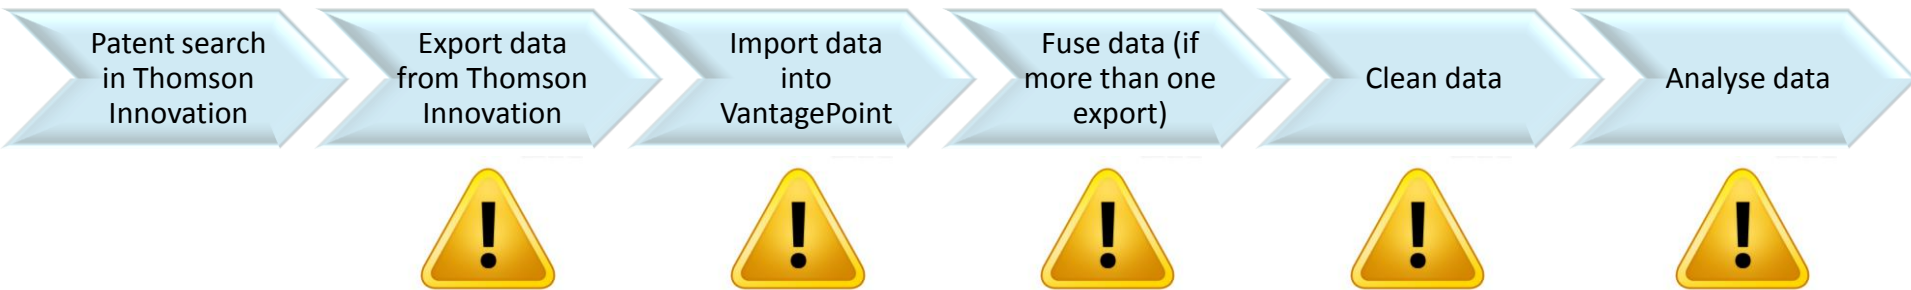 Patent search
in Thomson
Innovation
Export data
from Thomson
Innovation
Import data
into
VantagePoint
Fuse data (if
more than one
export)
Clean data
Analyse data
!
!
!
!
!